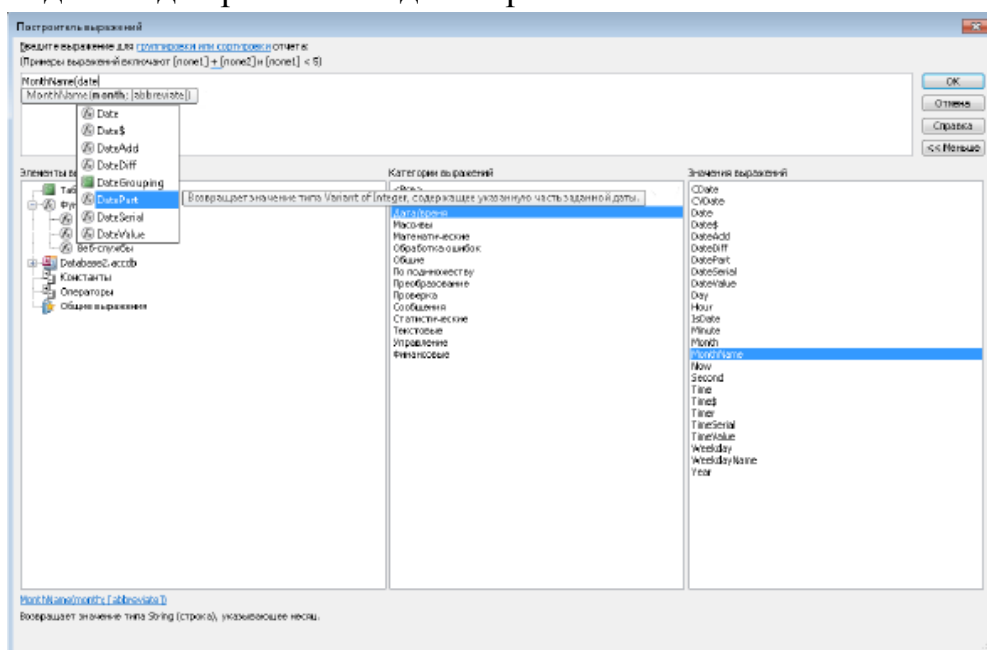 Построитель выражений
Введите выражение для группировки или сортировки отчета:
(Примеры выражений включают [поле1] + [поле2] и [поле1] < 5)
MonthName(date
MonthName(month; [abbreviate])
OK
Отмена
Справка
<< Меньше
Date
Date$
DateAdd
DateDiff
DateGrouping
DatePart
DateSerial
DateValue
Возвращает значение типа Variant of Integer, содержащее указанную часть заданной даты.
Элементы вы
Таб
Фун
Веб-службы
Database2.accdb
Константы
Операторы
Общие выражения
Категории выражений
<Все>
Дата/время
Массивы
Математические
Обработка ошибок
Общие
По подмножеству
Преобразование
Проверка
Сообщения
Статистические
Текстовые
Управление
Финансовые
Значения выражений
CDate
CVDate
Date
Date$
DateAdd
DateDiff
DatePart
DateSerial
DateValue
Day
Hour
IsDate
Minute
Month
MonthName
Now
Second
Time
Time$
Timer
TimeSerial
TimeValue
Weekday
WeekdayName
Year
MonthName(month; [abbreviate])
Возвращает значение типа String (строка), указывающее месяц.